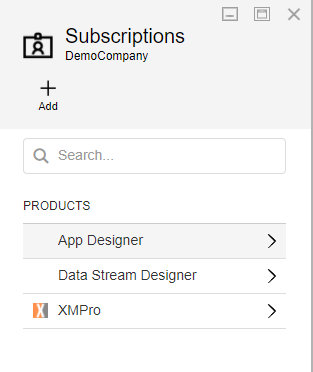 Subscriptions
DemoCompany
Add
Search...
PRODUCTS
App Designer
Data Stream Designer
XMPro